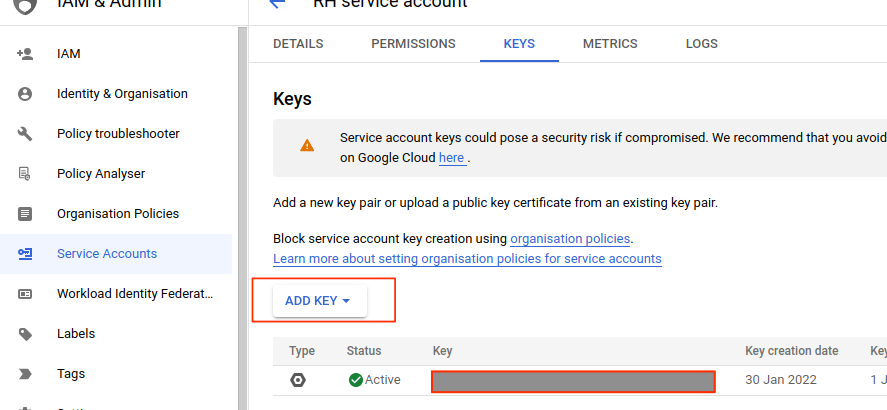 IAM & Admin
RH service account
IAM
Identity & Organisation
Policy troubleshooter
Policy Analyser
Organisation Policies
Service Accounts
Workload Identity Federat...
Labels
Tags
DETAILS
PERMISSIONS
KEYS
METRICS
LOGS
Keys
Service account keys could pose a security risk if compromised. We recommend that you avoid
on Google Cloud here .
Add a new key pair or upload a public key certificate from an existing key pair.
Block service account key creation using organisation policies.
Learn more about setting organisation policies for service accounts
ADD KEY
Type Status Key Key creation date
Active 30 Jan 2022